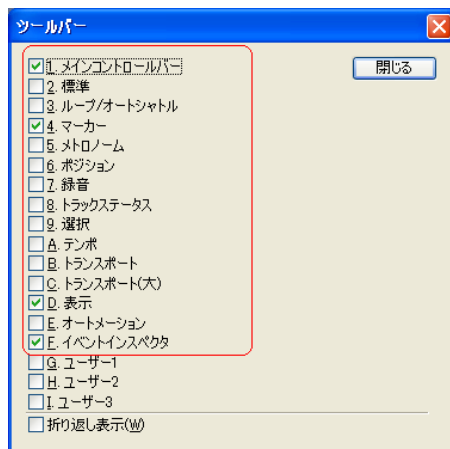 ツールバー
1. メインコントロールバー
閉じる
2. 標準
3. ループ/オートシャトル
4. マーカー
5. メトロノーム
6. ポジション
7. 録音
8. トラックステータス
9. 選択
A. テンポ
B. トランスポート
C. トランスポート(大)
D. 表示
E. オートメーション
F. イベントインスペクタ
G. ユーザー1
H. ユーザー2
I. ユーザー3
折り返し表示(W)